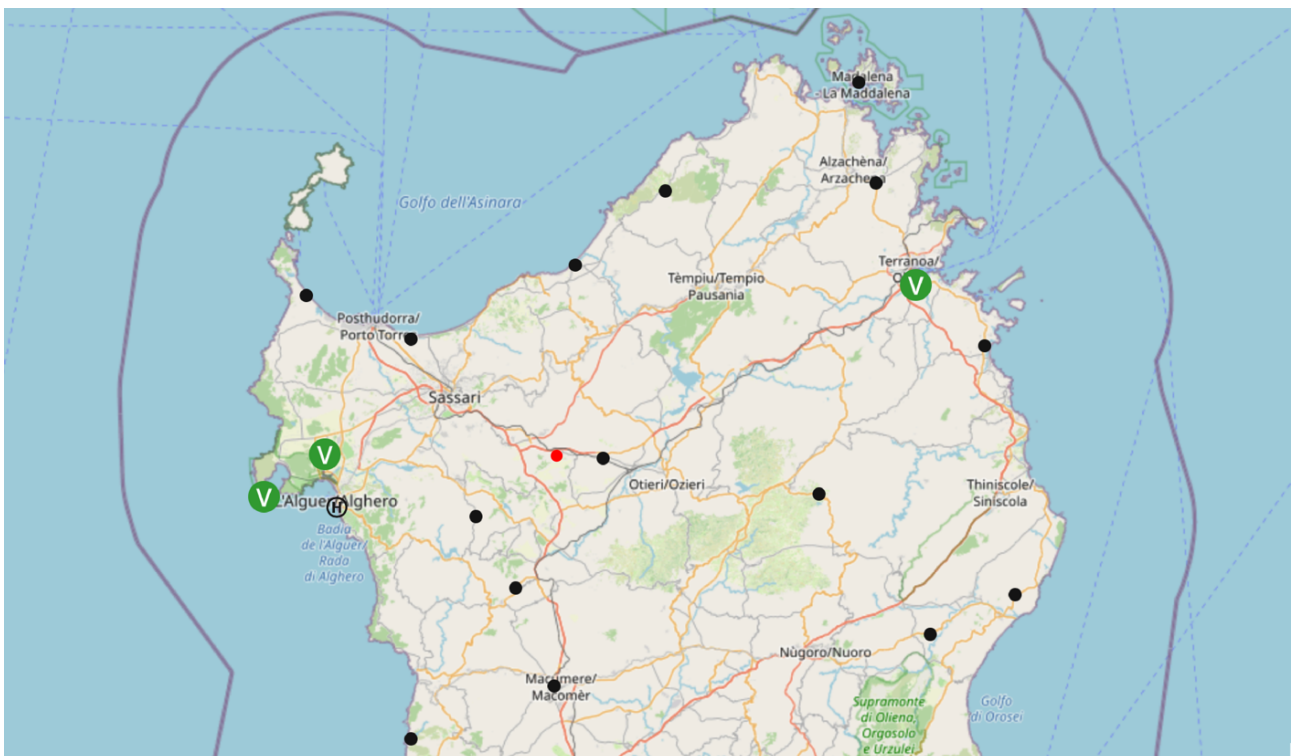 Madalena
- La Maddalena
Alzachèna/
Arzachena
Golfo dell'Asinara
Terranoa/
Tèmpiu/Tempio
Pausania
Posthudorra/
Porto Torre
Sassari
V
V
V
Otieri/Ozieri
Thiniscole/
Siniscola
L'Alguer/Alghero
H
Badia
de l'Alguer/
Rada
di Alghero
Nùgoro/Nuoro
Macumere/
Macomèr
Supramonte
di Oliena,
Orgosolo
e Urzulei
Golfo
di Orosei